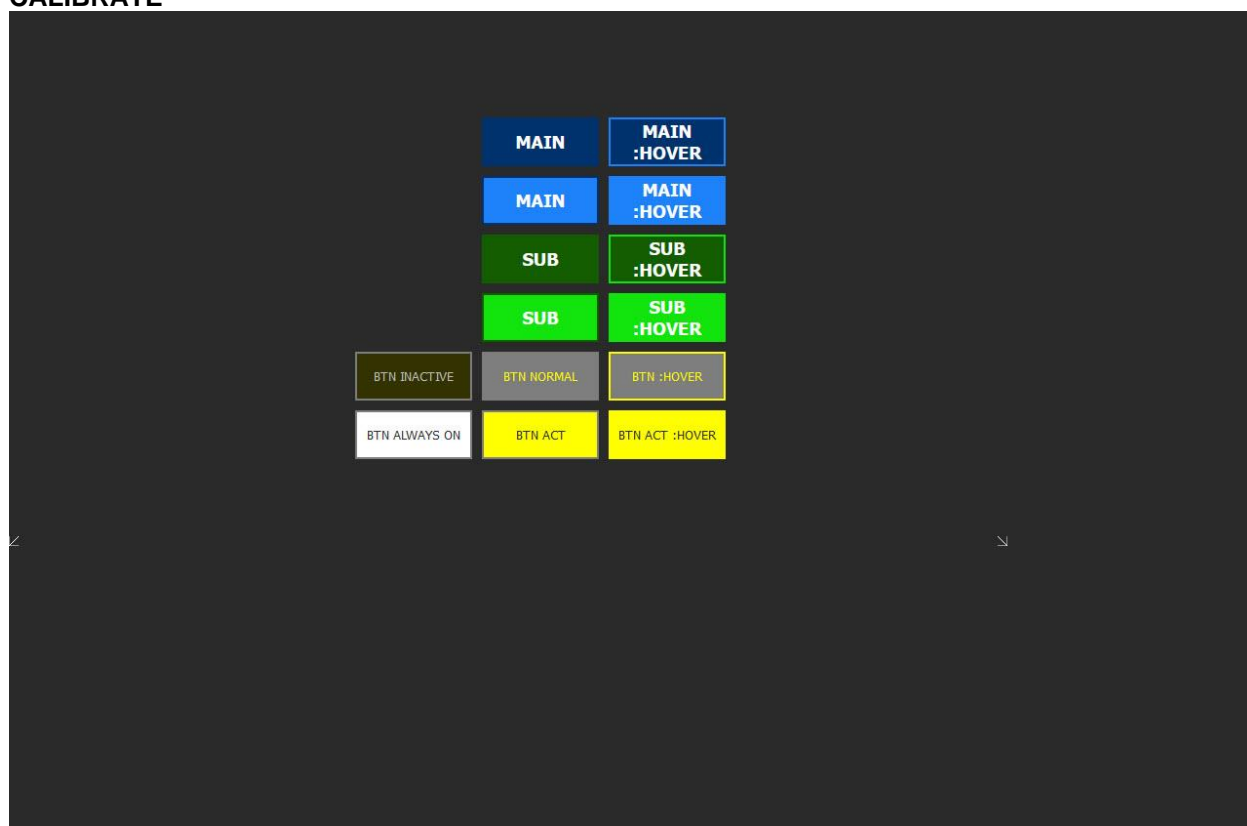 CALIBRATE
MAIN
MAIN
:HOVER
MAIN
MAIN
:HOVER
SUB
SUB
:HOVER
SUB
SUB
:HOVER
BTN INACTIVE
BTN NORMAL
BTN :HOVER
BTN ALWAYS ON
BTN ACT
BTN ACT :HOVER